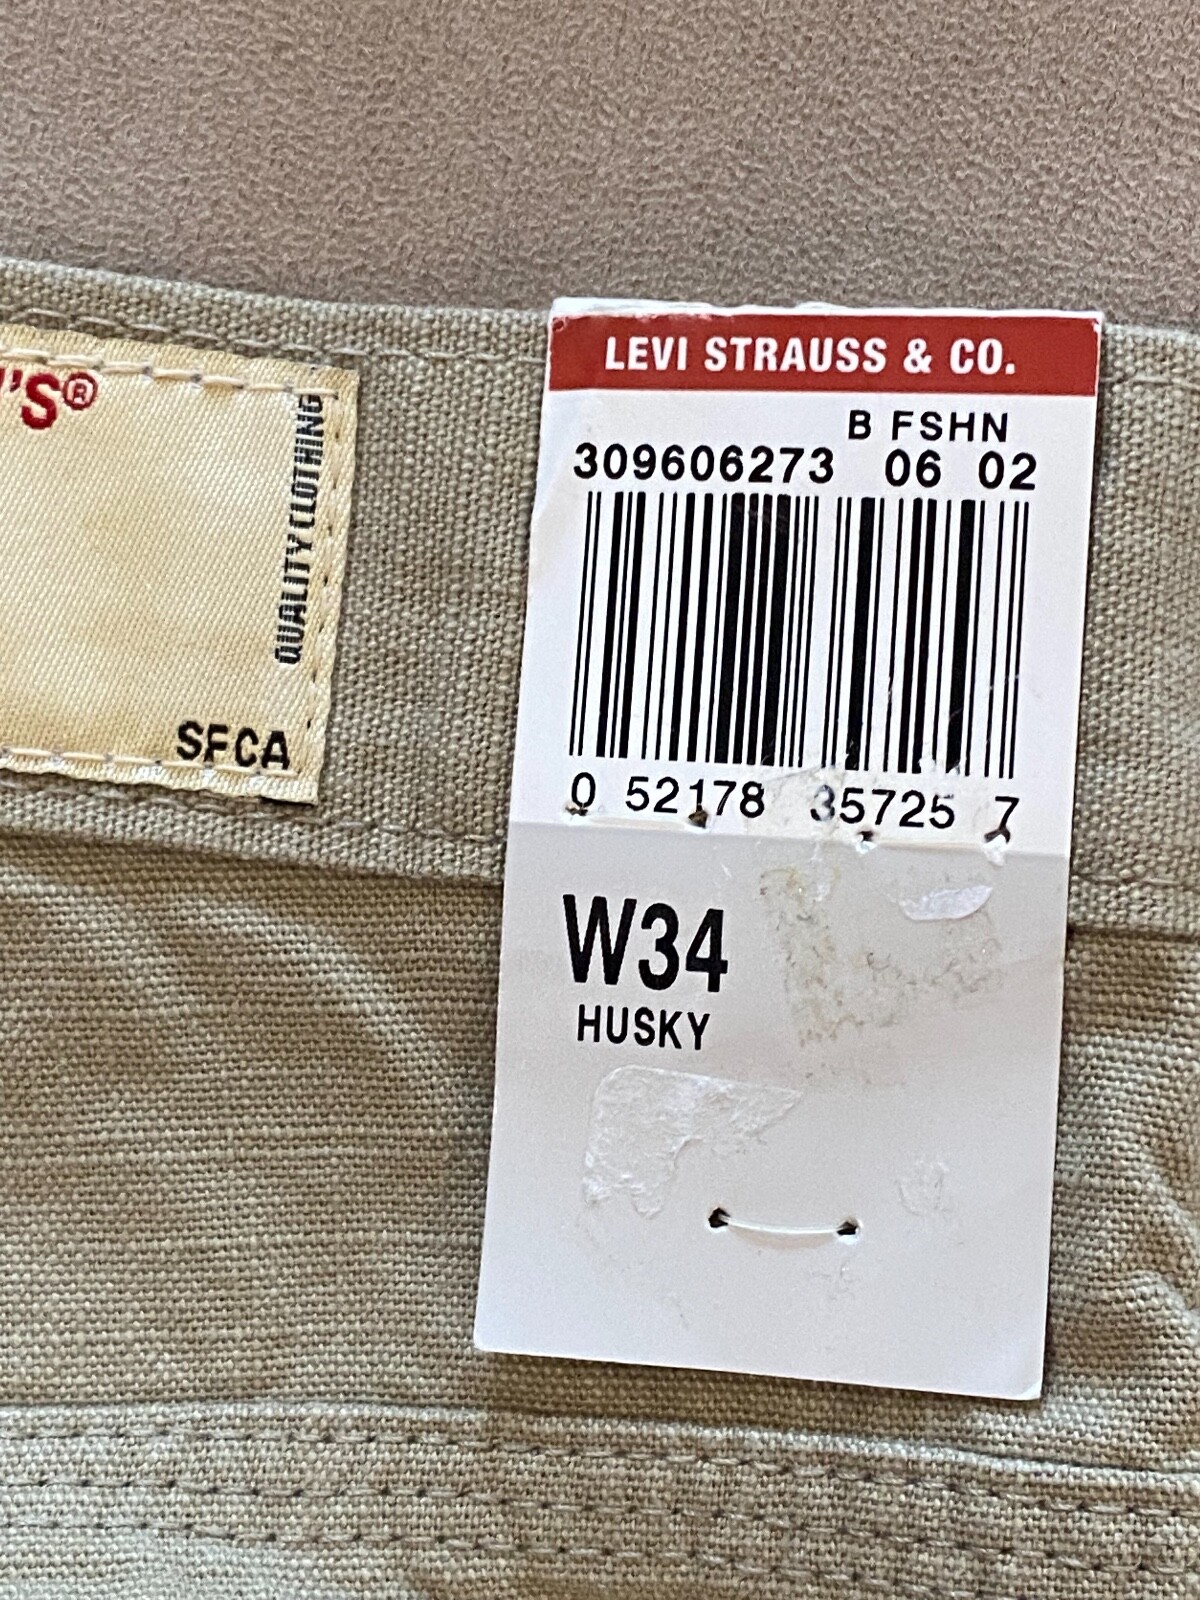 'S®
QUALITY CLOTHING
SFCA
LEVI STRAUSS & CO.
B FSHN
309606273 06 02
0 52178 35725 7
W34
HUSKY